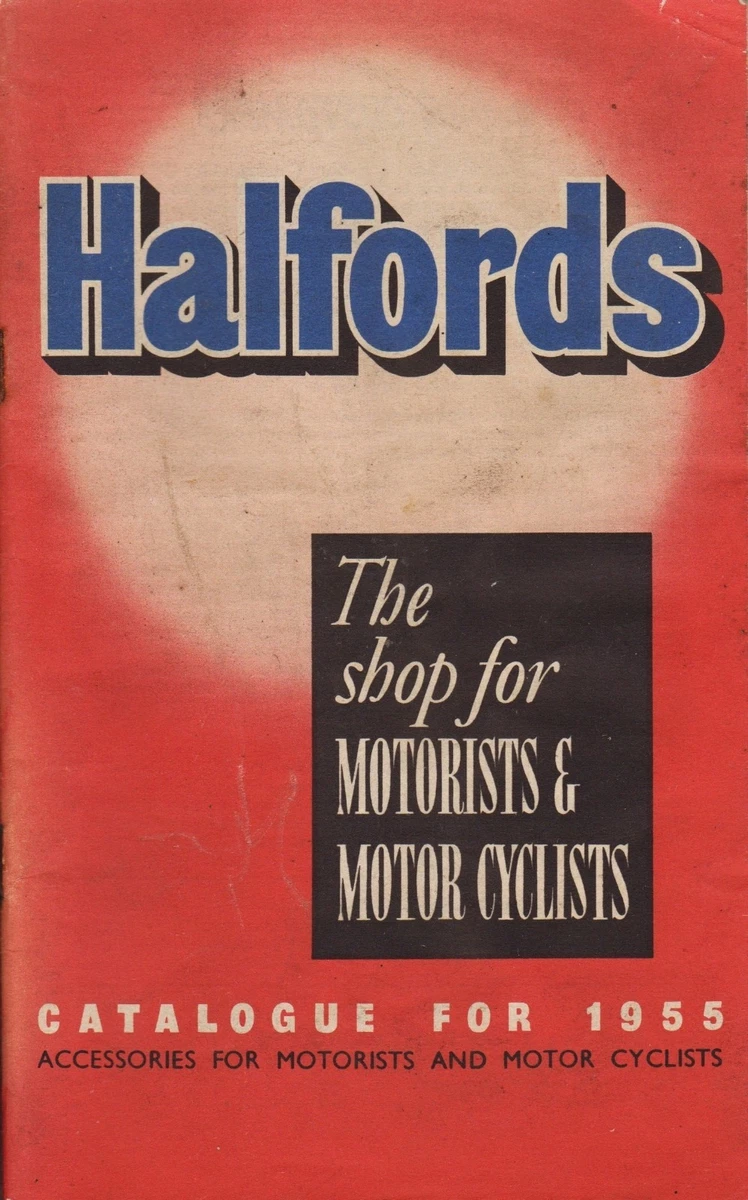 Halfords
The
shop for
MOTORISTS &
MOTOR CYCLISTS
CATALOGUE FOR 1955
ACCESSORIES FOR MOTORISTS AND MOTOR CYCLISTS